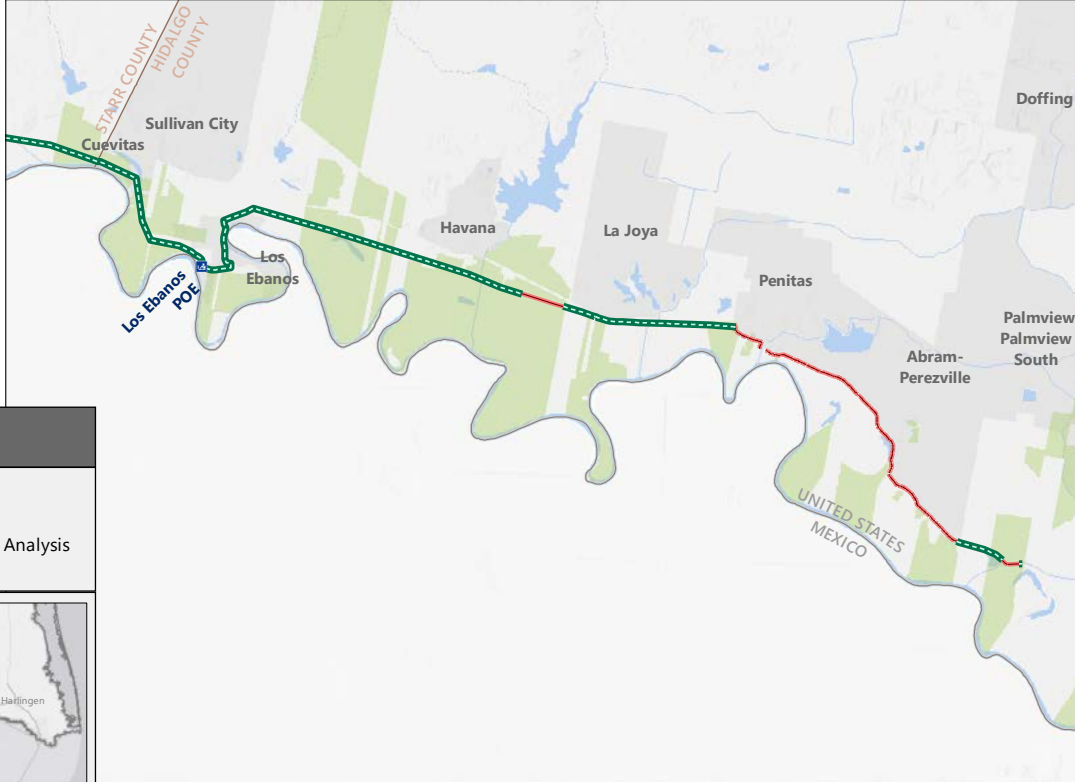 STARR COUNTY
HIDALGO
COUNTY
Doffing
Sullivan City
Cuevitas
Havana
La Joya
Los
Ebanos
Los Ebanos
POE
Penitas
Palmview
Palmview
South
Abram-
Perezville
UNITED STATES
MEXICO
Analysis
Harlingen